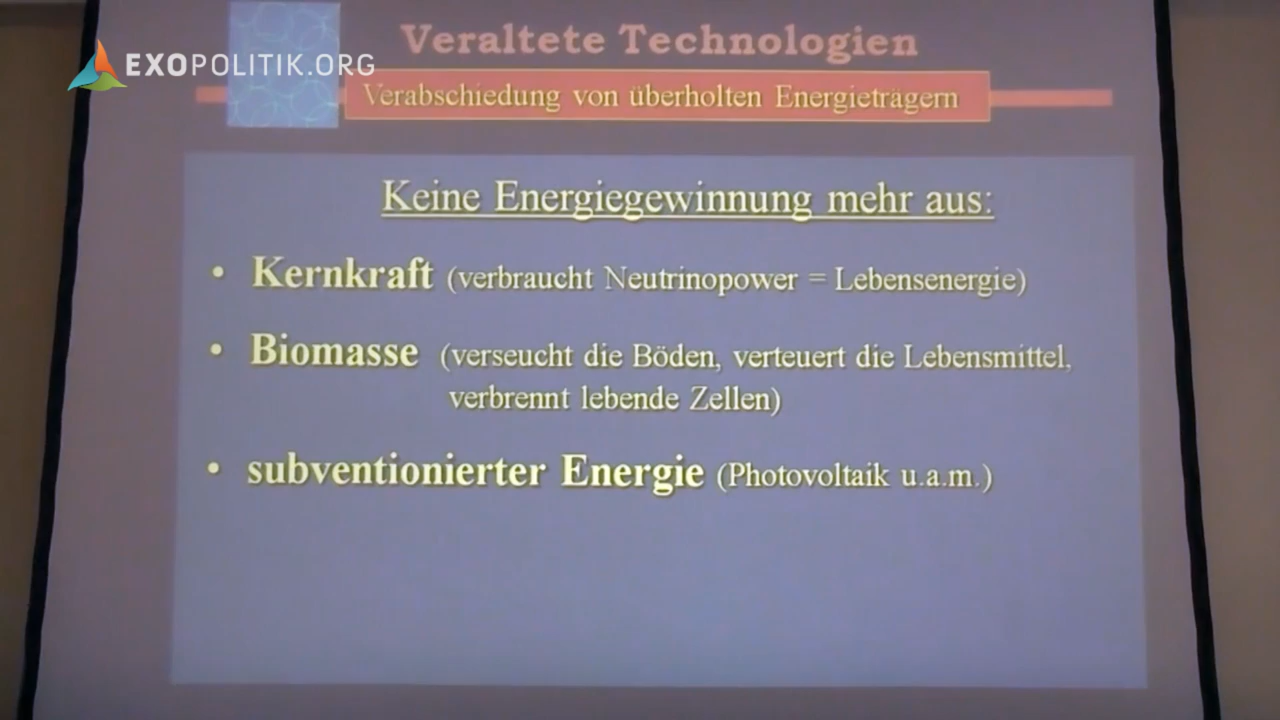 EXOPOLITIK.ORG
Veraltete Technologien
Verabschiedung von überholten Energieträgern
Keine Energiegewinnung mehr aus:
• Kernkraft (verbraucht Neutrinopower = Lebensenergie)
• Biomasse (verseucht die Böden, verteuert die Lebensmittel,
verbrennt lebende Zellen)
• subventionierter Energie (Photovoltaik u.a.m.)